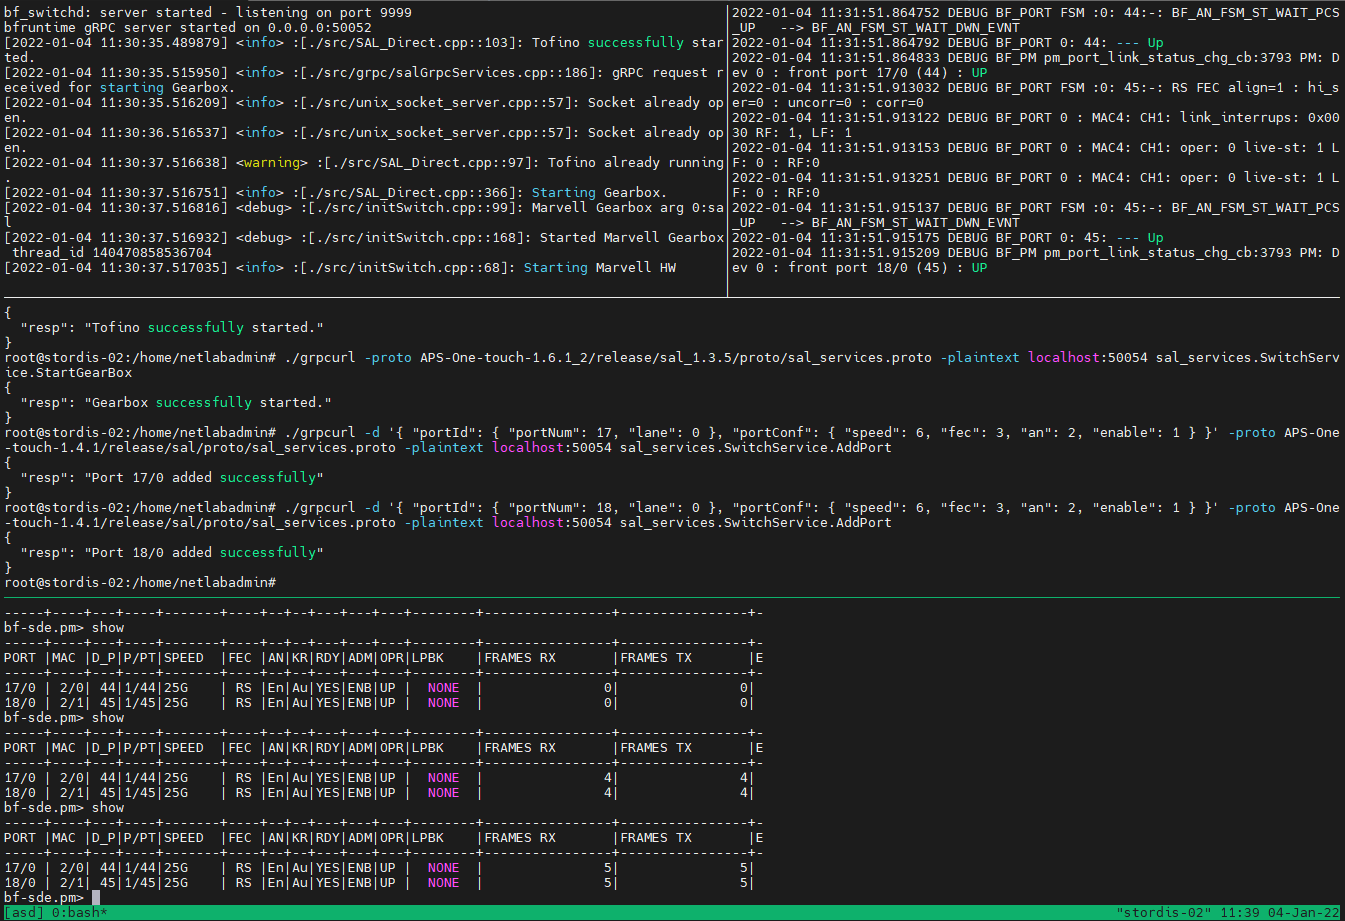 bf_switchd: server started - listening on port 9999
bfruntime gRPC server started on 0.0.0.0:50052
[2022-01-04 11:30:35.489879] <info> :[./src/SAL_Direct.cpp::103]: Tofino successfully star
ted.
[2022-01-04 11:30:35.515950] <info> :[./src/grpc/salGrpcServices.cpp::186]: gRPC request r
eceived for starting Gearbox.
[2022-01-04 11:30:35.516209] <info> :[./src/unix_socket_server.cpp::57]: Socket already op
en.
[2022-01-04 11:30:36.516537] <info> :[./src/unix_socket_server.cpp::57]: Socket already op
en.
[2022-01-04 11:30:37.516638] <warning> :[./src/SAL_Direct.cpp::97]: Tofino already running
.
[2022-01-04 11:30:37.516751] <info> :[./src/SAL_Direct.cpp::366]: Starting Gearbox.
[2022-01-04 11:30:37.516816] <debug> :[./src/initSwitch.cpp::99]: Marvell Gearbox arg 0:sa
l
[2022-01-04 11:30:37.516932] <debug> :[./src/initSwitch.cpp::168]: Started Marvell Gearbox
 thread_id 140470858536704
[2022-01-04 11:30:37.517035] <info> :[./src/initSwitch.cpp::68]: Starting Marvell HW
2022-01-04 11:31:51.864752 DEBUG BF_PORT FSM :0: 44:-: BF_AN_FSM_ST_WAIT_PCS
_UP   --> BF_AN_FSM_ST_WAIT_DWN_EVNT
2022-01-04 11:31:51.864792 DEBUG BF_PORT 0: 44: --- Up
2022-01-04 11:31:51.864833 DEBUG BF_PM pm_port_link_status_chg_cb:3793 PM: D
ev 0 : front port 17/0 (44) : UP
2022-01-04 11:31:51.913032 DEBUG BF_PORT FSM :0: 45:-: RS FEC align=1 : hi_s
er=0 : uncorr=0 : corr=0
2022-01-04 11:31:51.913122 DEBUG BF_PORT 0 : MAC4: CH1: link_interrups: 0x00
30 RF: 1, LF: 1
2022-01-04 11:31:51.913153 DEBUG BF_PORT 0 : MAC4: CH1: oper: 0 live-st: 1 L
F: 0 : RF:0
2022-01-04 11:31:51.913251 DEBUG BF_PORT 0 : MAC4: CH1: oper: 0 live-st: 1 L
F: 0 : RF:0
2022-01-04 11:31:51.915137 DEBUG BF_PORT FSM :0: 45:-: BF_AN_FSM_ST_WAIT_PCS
_UP   --> BF_AN_FSM_ST_WAIT_DWN_EVNT
2022-01-04 11:31:51.915175 DEBUG BF_PORT 0: 45: --- Up
2022-01-04 11:31:51.915209 DEBUG BF_PM pm_port_link_status_chg_cb:3793 PM: D
ev 0 : front port 18/0 (45) : UP
{
  "resp": "Tofino successfully started."
}
root@stordis-02:/home/netlabadmin# ./grpcurl -proto APS-One-touch-1.6.1_2/release/sal_1.3.5/proto/sal_services.proto -plaintext localhost:50054 sal_services.SwitchServ
ice.StartGearBox
{
  "resp": "Gearbox successfully started."
}
root@stordis-02:/home/netlabadmin# ./grpcurl -d '{ "portId": { "portNum": 17, "lane": 0 }, "portConf": { "speed": 6, "fec": 3, "an": 2, "enable": 1 } }' -proto APS-One
-touch-1.4.1/release/sal/proto/sal_services.proto -plaintext localhost:50054 sal_services.SwitchService.AddPort
{
  "resp": "Port 17/0 added successfully"
}
root@stordis-02:/home/netlabadmin# ./grpcurl -d '{ "portId": { "portNum": 18, "lane": 0 }, "portConf": { "speed": 6, "fec": 3, "an": 2, "enable": 1 } }' -proto APS-One
-touch-1.4.1/release/sal/proto/sal_services.proto -plaintext localhost:50054 sal_services.SwitchService.AddPort
{
  "resp": "Port 18/0 added successfully"
}
root@stordis-02:/home/netlabadmin#
-----+----+---+----+-------+----+--+--+---+---+---+--------+----------------+----------------+-
bf-sde.pm> show
-----+----+---+----+-------+----+--+--+---+---+---+--------+----------------+----------------+-
PORT |MAC |D_P|P/PT|SPEED  |FEC |AN|KR|RDY|ADM|OPR|LPBK    |FRAMES RX       |FRAMES TX       |E
-----+----+---+----+-------+----+--+--+---+---+---+--------+----------------+----------------+-
17/0 | 2/0| 44|1/44|25G    | RS |En|Au|YES|ENB|UP |  NONE  |               0|               0|
18/0 | 2/1| 45|1/45|25G    | RS |En|Au|YES|ENB|UP |  NONE  |               0|               0|
bf-sde.pm> show
-----+----+---+----+-------+----+--+--+---+---+---+--------+----------------+----------------+-
PORT |MAC |D_P|P/PT|SPEED  |FEC |AN|KR|RDY|ADM|OPR|LPBK    |FRAMES RX       |FRAMES TX       |E
-----+----+---+----+-------+----+--+--+---+---+---+--------+----------------+----------------+-
17/0 | 2/0| 44|1/44|25G    | RS |En|Au|YES|ENB|UP |  NONE  |               4|               4|
18/0 | 2/1| 45|1/45|25G    | RS |En|Au|YES|ENB|UP |  NONE  |               4|               4|
bf-sde.pm> show
-----+----+---+----+-------+----+--+--+---+---+---+--------+----------------+----------------+-
PORT |MAC |D_P|P/PT|SPEED  |FEC |AN|KR|RDY|ADM|OPR|LPBK    |FRAMES RX       |FRAMES TX       |E
-----+----+---+----+-------+----+--+--+---+---+---+--------+----------------+----------------+-
17/0 | 2/0| 44|1/44|25G    | RS |En|Au|YES|ENB|UP |  NONE  |               5|               5|
18/0 | 2/1| 45|1/45|25G    | RS |En|Au|YES|ENB|UP |  NONE  |               5|               5|
bf-sde.pm>
[asd] 0:bash* "stordis-02" 11:39 04-Jan-22